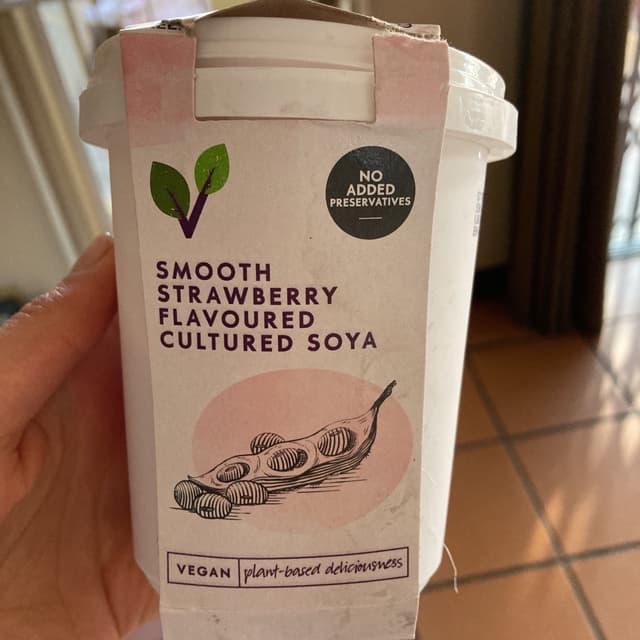 NO
ADDED
PRESERVATIVES
SMOOTH
STRAWBERRY
FLAVOURED
CULTURED SOYA
VEGAN plant-based deliciousness